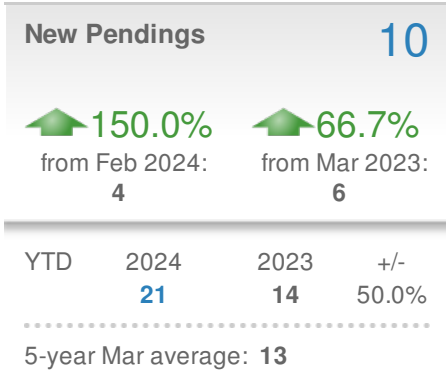 New Pendings 10
150.0% 66.7%
from Feb 2024: from Mar 2023:
4 6
YTD 2024 2023 +/-
21 14 50.0%
5-year Mar average: 13